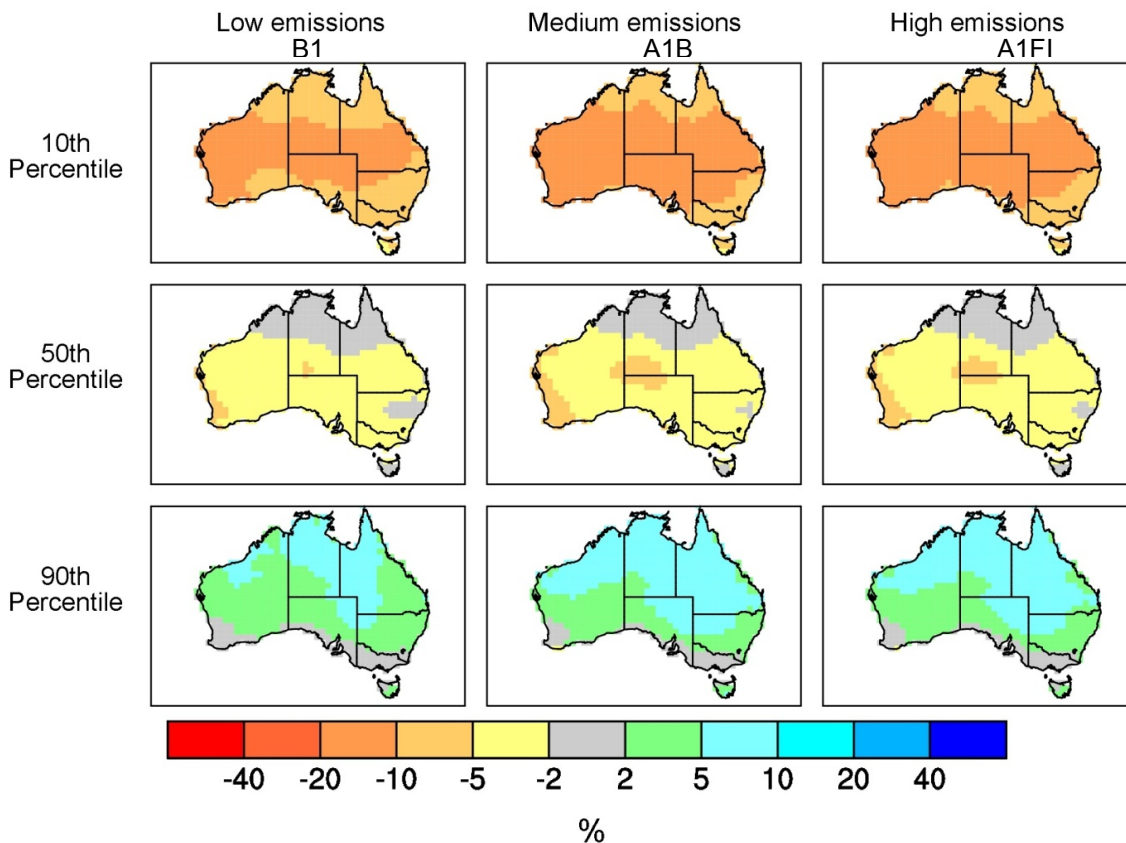 Low emissions
B1
Medium emissions
A1B
High emissions
A1FI
10th
Percentile
50th
Percentile
90th
Percentile
-40 -20 -10 -5 -2 2 5 10 20 40
%